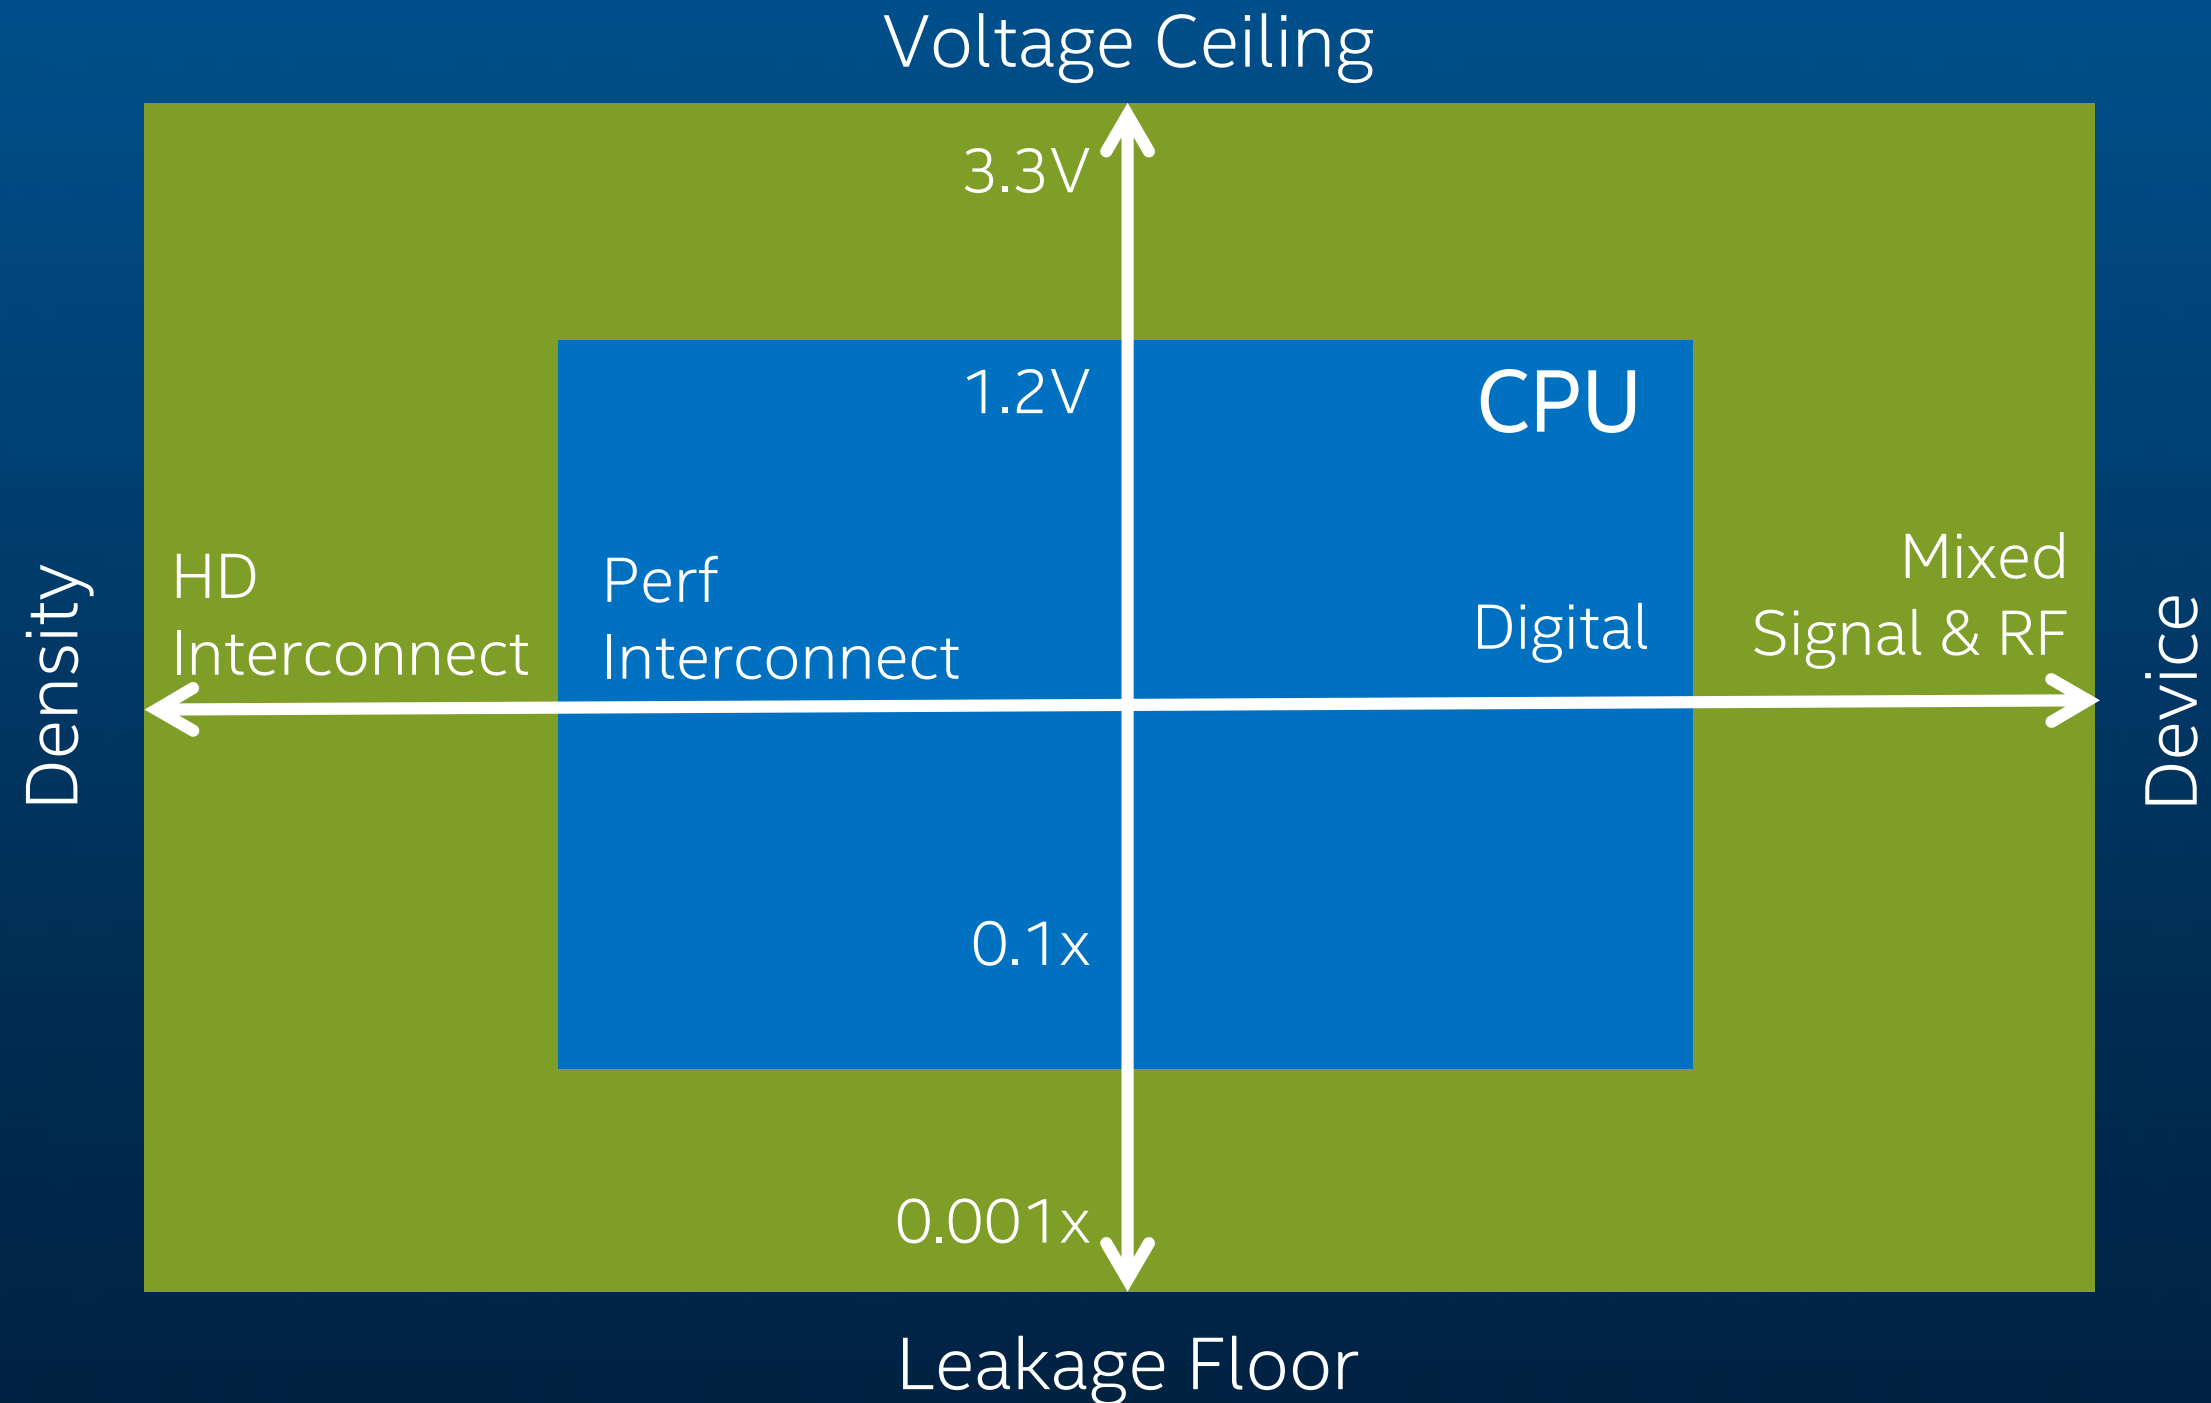 Voltage Ceiling
3.3V
1.2V
CPU
Density
HD
Interconnect
Perf
Interconnect
Digital
Mixed
Signal & RF
Device
0.1x
0.001x
Leakage Floor